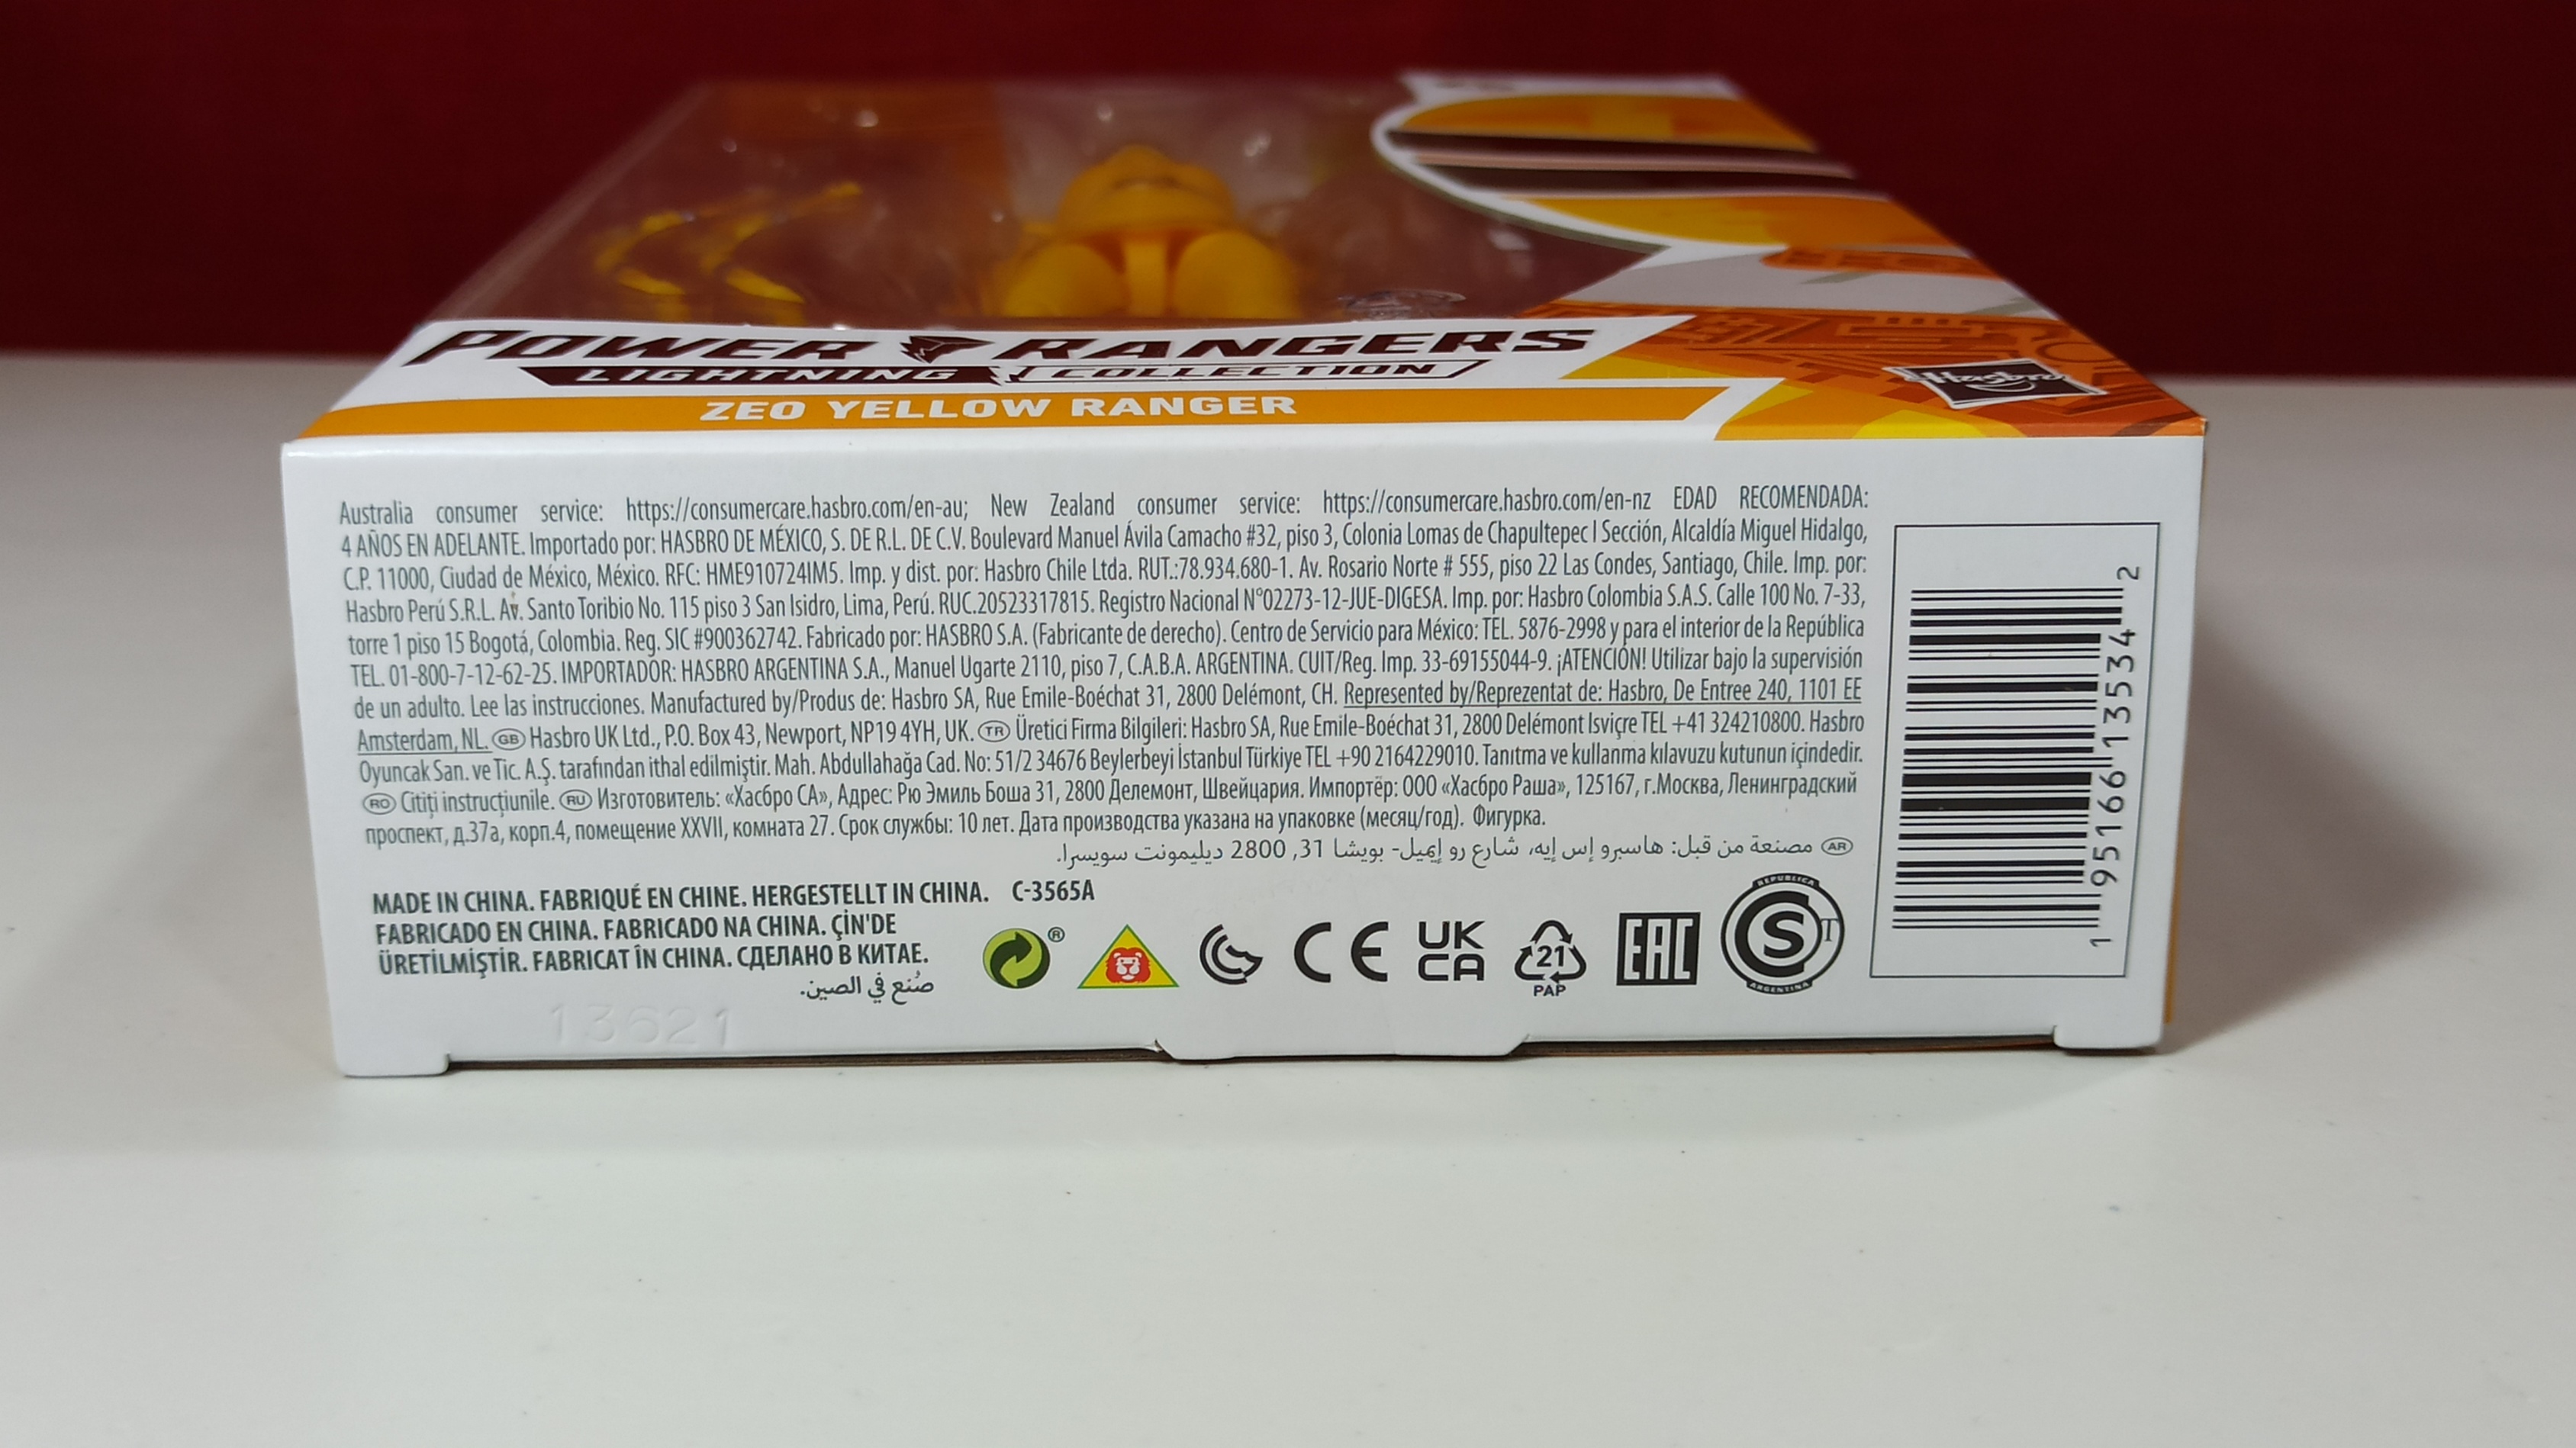 POWER RANGERS
LIGHTNING COLLECTION
ZEO YELLOW RANGER
Hasbro
Australia consumer service: https://consumercare.hasbro.com/en-au; New Zealand consumer service: https://consumercare.hasbro.com/en-nz EDAD RECOMENDADA:
4 AÑOS EN ADELANTE. Importado por: HASBRO DE MÉXICO, S. DE R.L. DE C.V. Boulevard Manuel Ávila Camacho #32, piso 3, Colonia Lomas de Chapultepec I Sección, Alcaldía Miguel Hidalgo,
C.P. 11000, Ciudad de México, México. RFC: HME910724IM5. Imp. y dist. por: Hasbro Chile Ltda. RUT.:78.934.680-1. Av. Rosario Norte # 555, piso 22 Las Condes, Santiago, Chile. Imp. por:
Hasbro Perú S.R.L. Av. Santo Toribio No. 115 piso 3 San Isidro, Lima, Perú. RUC.20523317815. Registro Nacional N°02273-12-JUE-DIGESA. Imp. por: Hasbro Colombia S.A.S. Calle 100 No. 7-33,
torre 1 piso 15 Bogotá, Colombia. Reg. SIC #900362742. Fabricado por: HASBRO S.A. (Fabricante de derecho). Centro de Servicio para México: TEL. 5876-2998 y para el interior de la República
TEL. 01-800-7-12-62-25. IMPORTADOR: HASBRO ARGENTINA S.A., Manuel Ugarte 2110, piso 7, C.A.B.A. ARGENTINA. CUIT/Reg. Imp. 33-69155044-9. ¡ATENCIÓN! Utilizar bajo la supervisión
de un adulto. Lee las instrucciones. Manufactured by/Produs de: Hasbro SA, Rue Emile-Boéchat 31, 2800 Delémont, CH. Represented by/Reprezentat de: Hasbro, De Entree 240, 1101 EE
Amsterdam, NL. GB Hasbro UK Ltd., P.O. Box 43, Newport, NP19 4YH, UK. TR Üretici Firma Bilgileri: Hasbro SA, Rue Emile-Boéchat 31, 2800 Delémont Isviçre TEL +41 324210800. Hasbro
Oyuncak San. ve Tic. A.Ş. tarafından ithal edilmiştir. Mah. Abdullahağa Cad. No: 51/2 34676 Beylerbeyi İstanbul Türkiye TEL +90 2164229010. Tanıtma ve kullanma kılavuzu kutunun içindedir.
RO Citiți instrucțiunile. RU Изготовитель: «Хасбро СА», Адрес: Рю Эмиль Боша 31, 2800 Делемонт, Швейцария. Импортёр: ООО «Хасбро Раша», 125167, г.Москва, Ленинградский
проспект, д.37а, корп.4, помещение XXVII, комната 27. Срок службы: 10 лет. Дата производства указана на упаковке (месяц/год). Фигурка.
AR مصنعة من قبل: هاسبرو إس إيه، شارع رو إيميل- بويشا 31, 2800 ديليمونت سويسرا.
MADE IN CHINA. FABRIQUÉ EN CHINE. HERGESTELLT IN CHINA. C-3565A
FABRICADO EN CHINA. FABRICADO NA CHINA. ÇİN'DE
ÜRETİLMİŞTİR. FABRICAT ÎN CHINA. СДЕЛАНО В КИТАЕ.
صُنع في الصين.
13621
®
CE
UK
CA
21
PAP
EAC
REPUBLICA
S
T
ARGENTINA
1 95166 13534 2